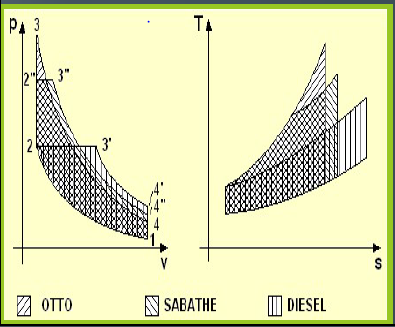 p
3
T
2" 3"
2 3'
4'
4"
4
1
v
s
OTTO SABATHE DIESEL